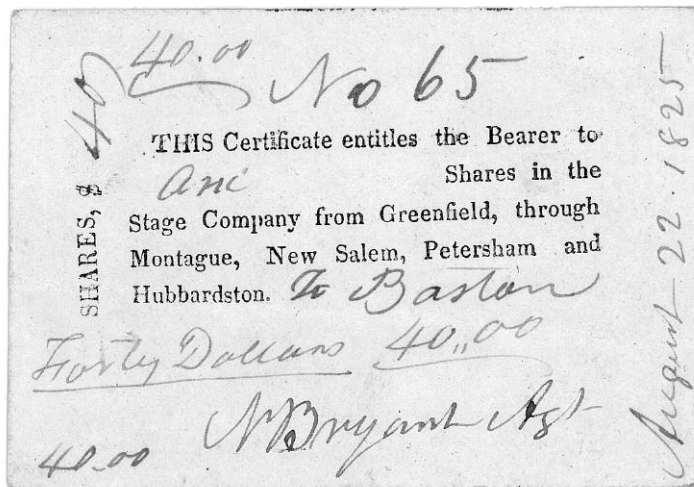 40.00
No 65
THIS Certificate entitles the Bearer to
One Shares in the
Stage Company from Greenfield, through
Montague, New Salem, Petersham and
Hubbardston. To Boston
Forty Dollars 40,,00
N Bryant Agt
40.00
SHARES, $ 40
August 22. 1825